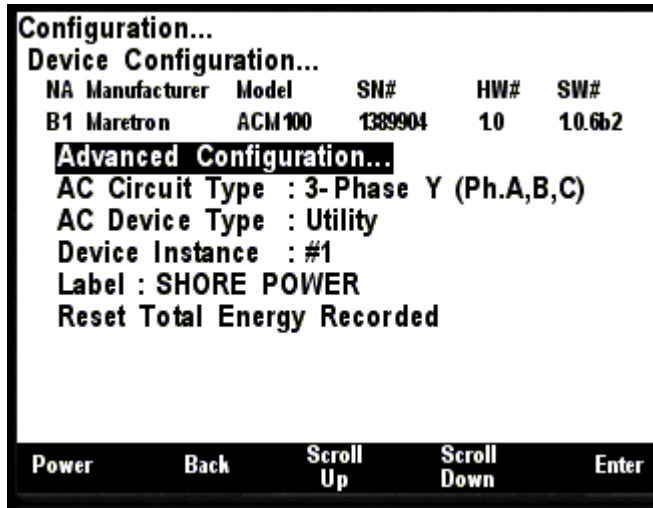 Configuration...
Device Configuration...
NA Manufacturer Model SN# HW# SW#
B1 Maretron ACM100 1389904 1.0 1.0.6b2
Advanced Configuration...
AC Circuit Type : 3-Phase Y (Ph.A,B,C)
AC Device Type : Utility
Device Instance : #1
Label : SHORE POWER
Reset Total Energy Recorded
Power Back Scroll Up Scroll Down Enter